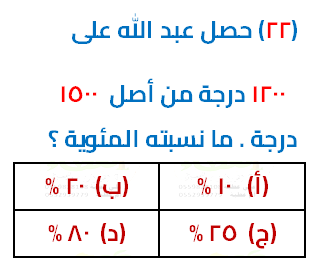 (٢٢) حصل عبد الله على
١٢٠٠ درجة من أصل ١٥٠٠
درجة . ما نسبته المئوية ؟
(أ) ١٠ % (ب) ٢٠ %
(ج) ٢٥ % (د) ٨٠ %